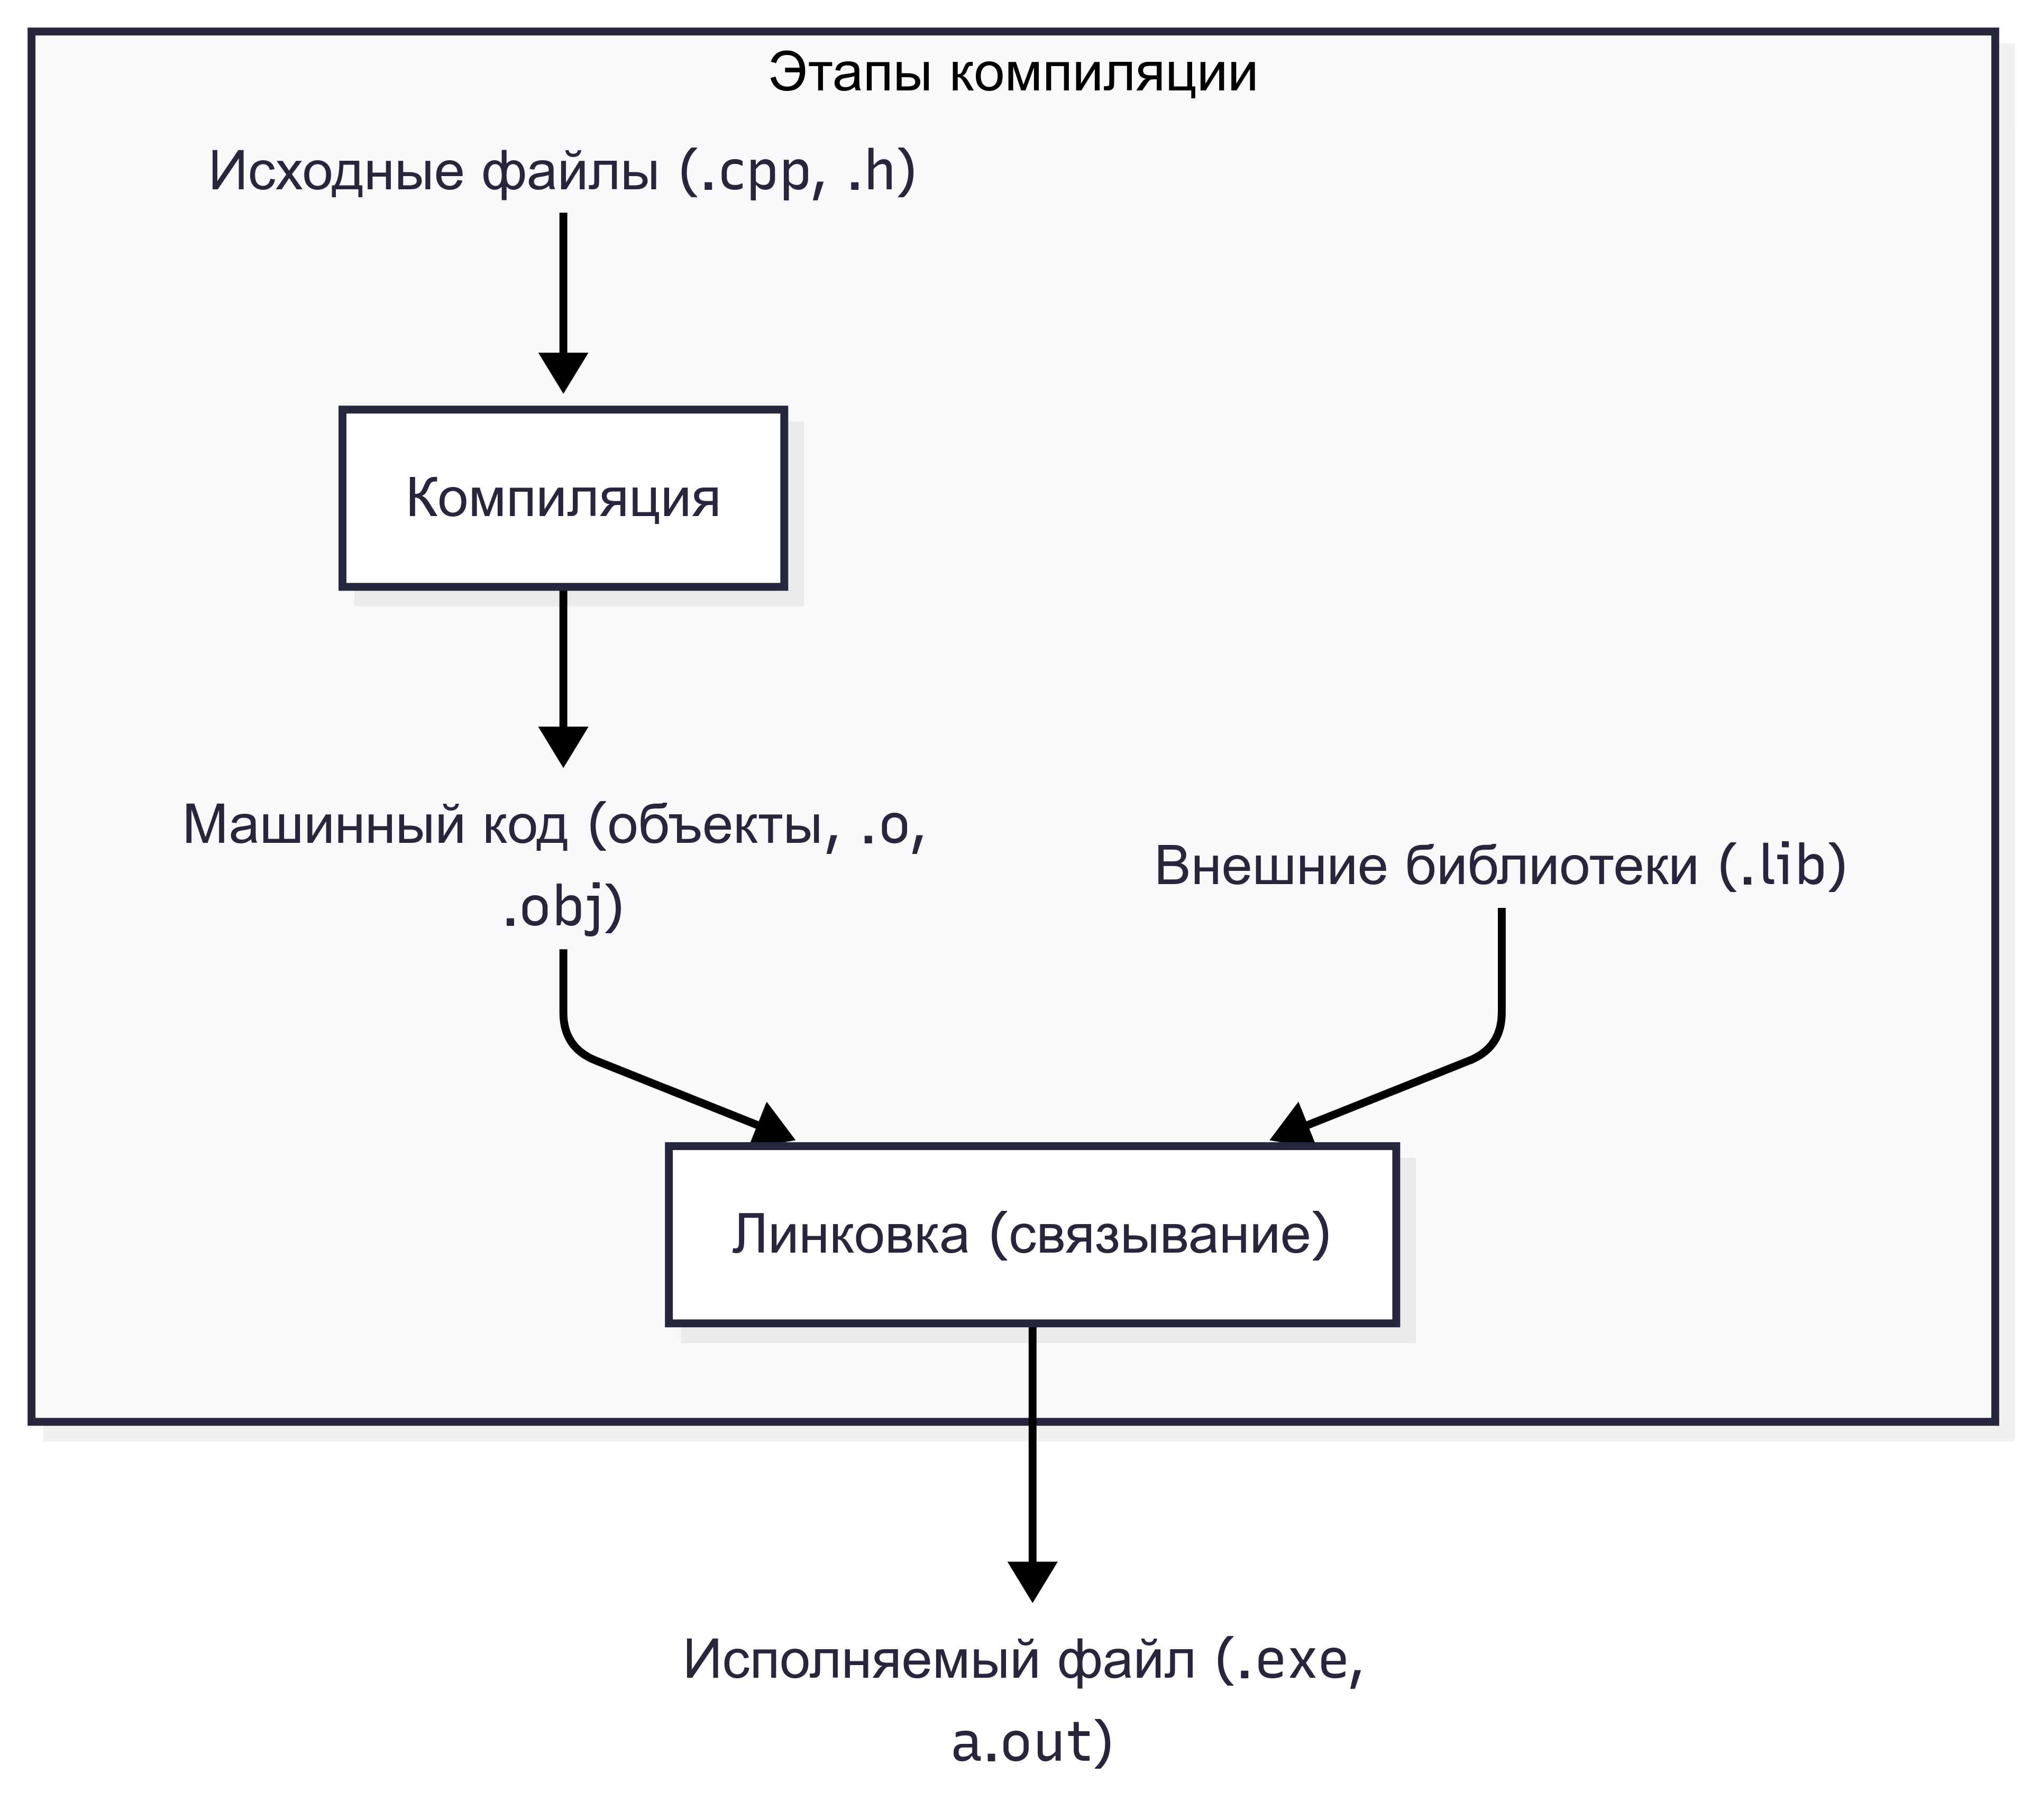 Этапы компиляции
Исходные файлы (.cpp, .h)
Компиляция
Машинный код (объекты, .o,
.obj)
Внешние библиотеки (.lib)
Линковка (связывание)
Исполняемый файл (.exe,
a.out)